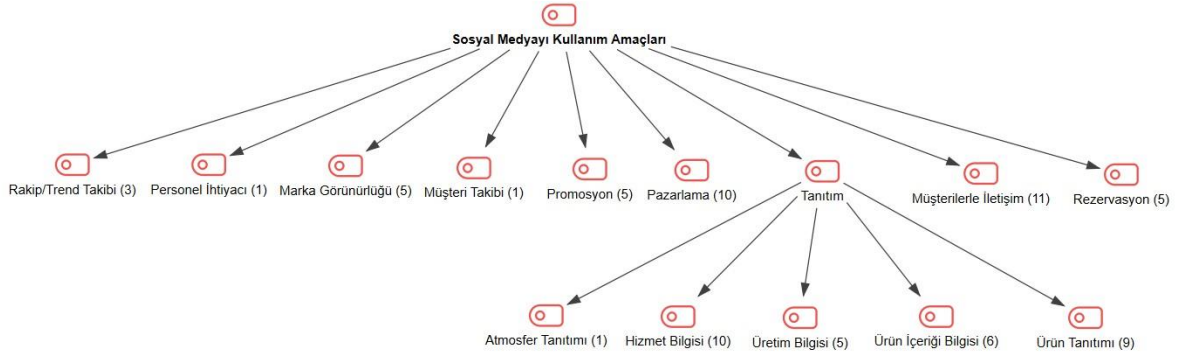 Sosyal Medyayı Kullanım Amaçları
Rakip/Trend Takibi (3)
Personel İhtiyacı (1)
Marka Görünürlüğü (5)
Müşteri Takibi (1)
Promosyon (5)
Pazarlama (10)
Tanıtım
Müşterilerle İletişim (11)
Rezervasyon (5)
Atmosfer Tanıtımı (1)
Hizmet Bilgisi (10)
Üretim Bilgisi (5)
Ürün İçeriği Bilgisi (6)
Ürün Tanıtımı (9)